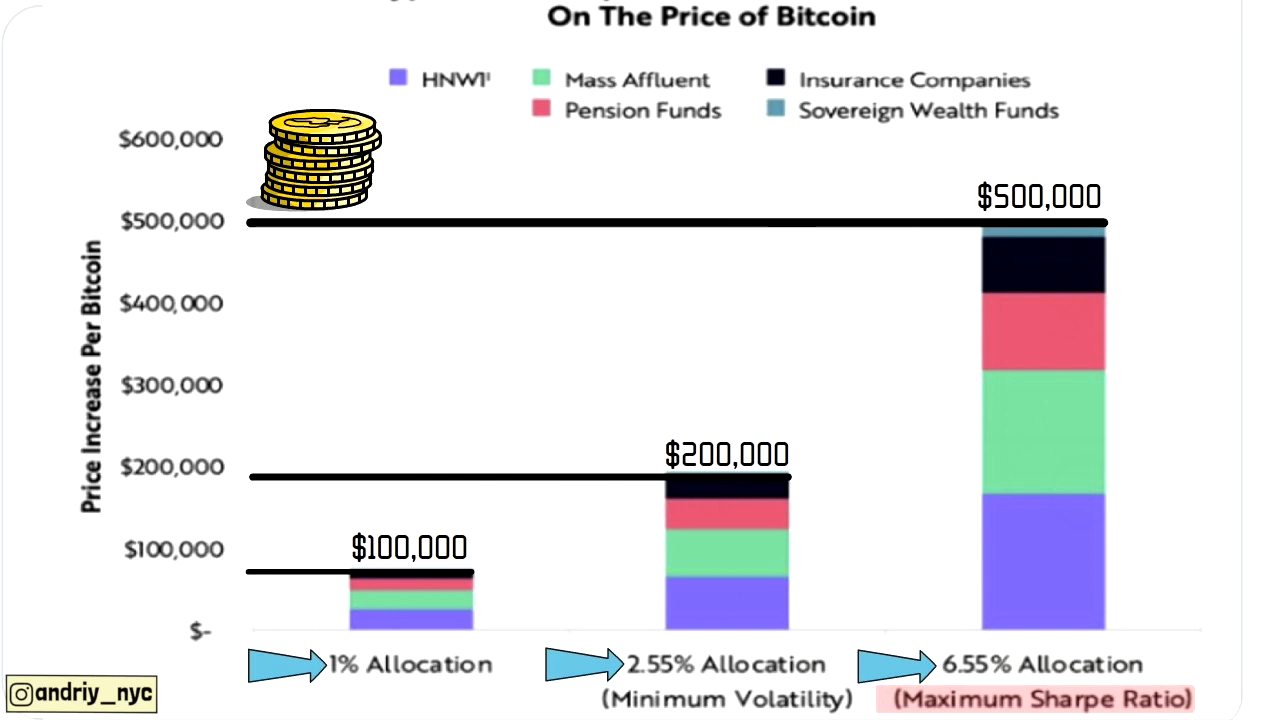 On The Price of Bitcoin
HNWI¹ Mass Affluent Insurance Companies
Pension Funds Sovereign Wealth Funds
$600,000
$500,000
$500,000
$400,000
Price Increase Per Bitcoin
$300,000
$200,000
$200,000
$100,000
$100,000
$-
1% Allocation 2.55% Allocation 6.55% Allocation
(Minimum Volatility) (Maximum Sharpe Ratio)
andriy_nyc